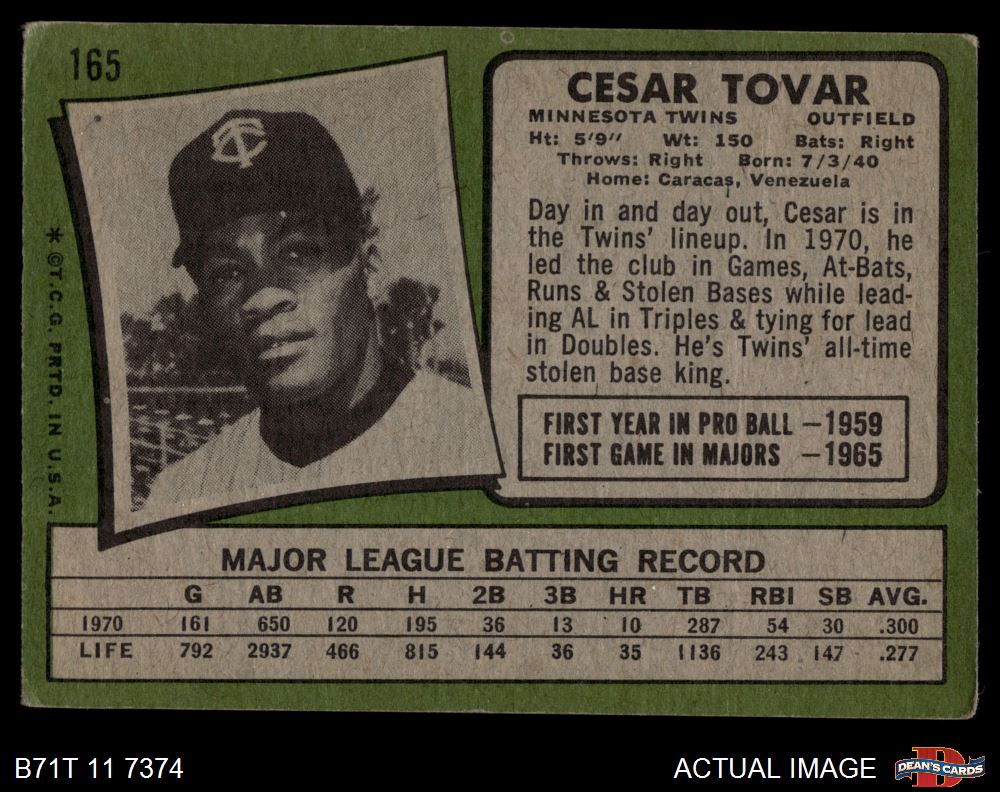 165
CESAR TOVAR
MINNESOTA TWINS OUTFIELD
Ht: 5'9" Wt: 150 Bats: Right
Throws: Right Born: 7/3/40
Home: Caracas, Venezuela
Day in and day out, Cesar is in
the Twins' lineup. In 1970, he
led the club in Games, At-Bats,
Runs & Stolen Bases while lead-
ing AL in Triples & tying for lead
in Doubles. He's Twins' all-time
stolen base king.
FIRST YEAR IN PRO BALL —1959
FIRST GAME IN MAJORS —1965
TC
* ©T.C.G. PRTD. IN U.S.A.
MAJOR LEAGUE BATTING RECORD
G AB R H 2B 3B HR TB RBI SB AVG.
1970 161 650 120 195 36 13 10 287 54 30 .300
LIFE 792 2937 466 815 144 36 35 1136 243 147 .277
B71T 11 7374
ACTUAL IMAGE
D
DEAN'S CARDS